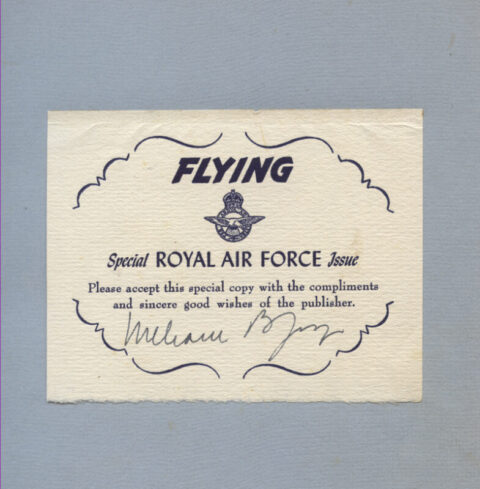 FLYING
Special ROYAL AIR FORCE Issue
Please accept this special copy with the compliments
and sincere good wishes of the publisher.
William B